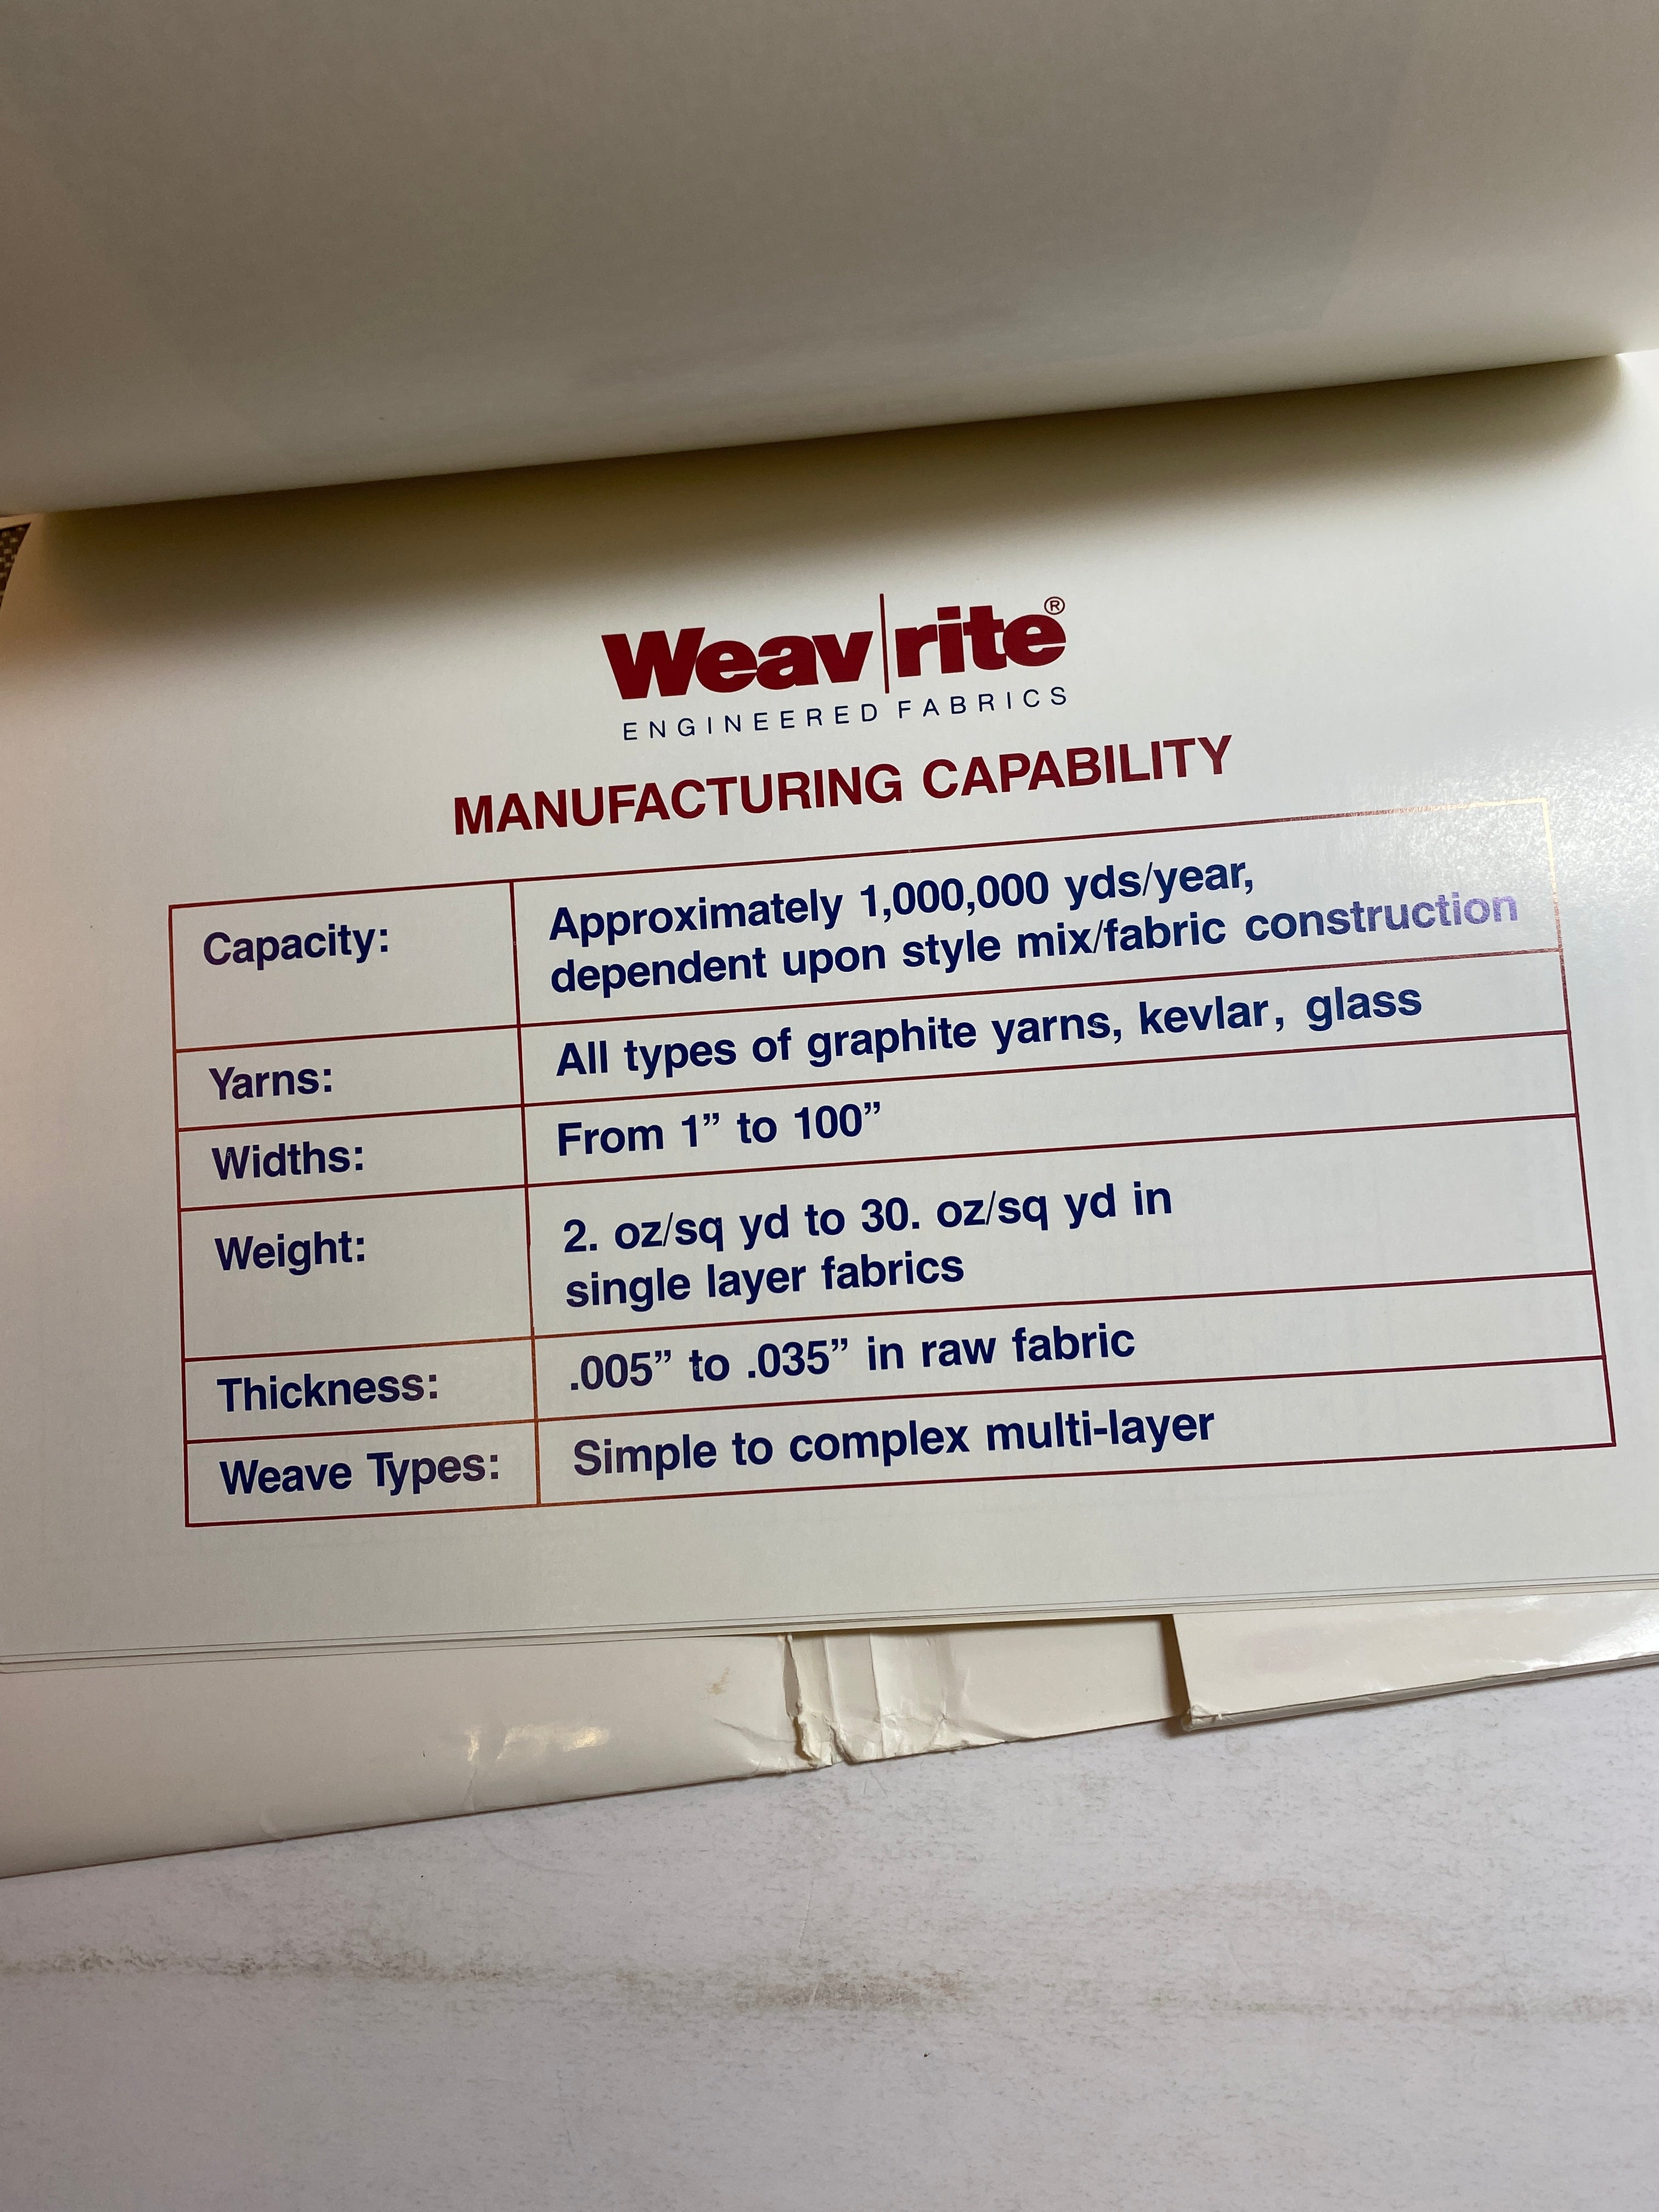 Weav|rite®
ENGINEERED FABRICS
MANUFACTURING CAPABILITY
Capacity:
Approximately 1,000,000 yds/year,
dependent upon style mix/fabric construction
Yarns:
All types of graphite yarns, kevlar, glass
Widths:
From 1” to 100”
Weight:
2. oz/sq yd to 30. oz/sq yd in
single layer fabrics
Thickness:
.005” to .035” in raw fabric
Weave Types:
Simple to complex multi-layer